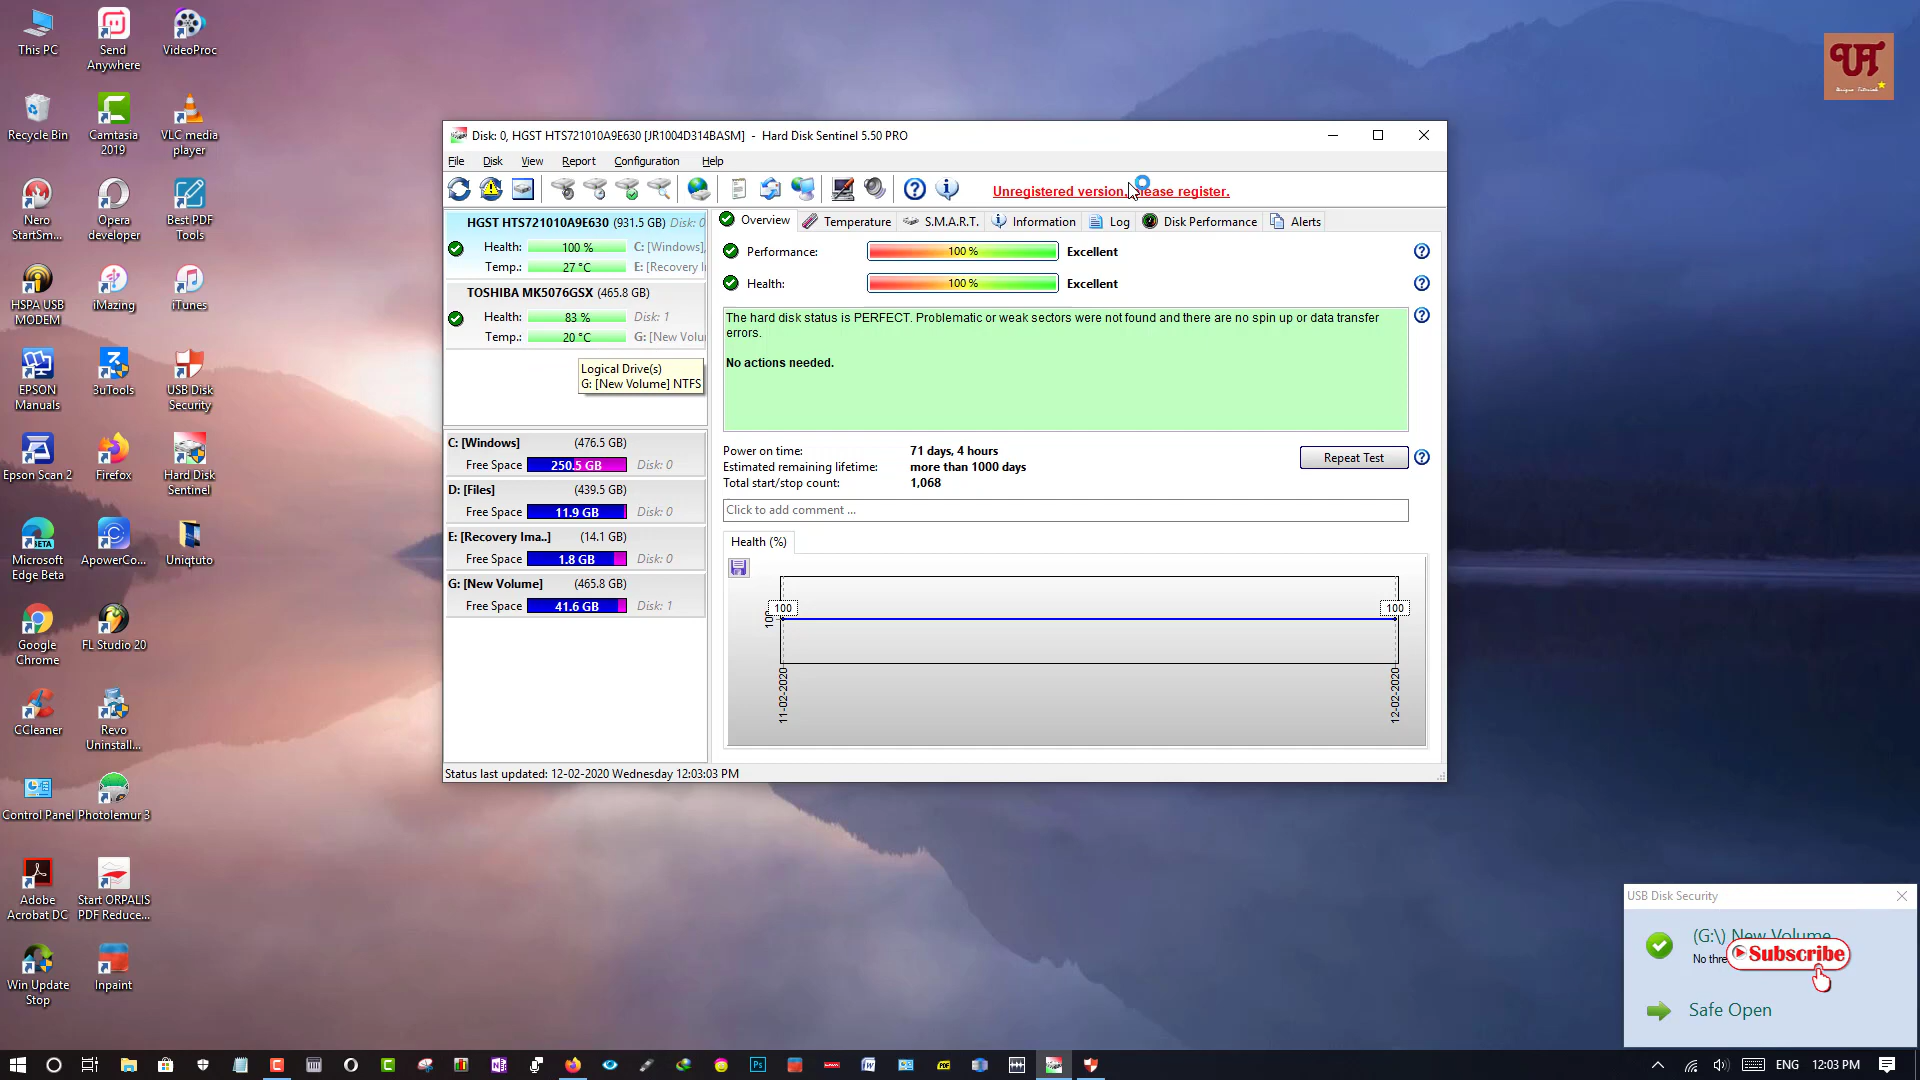 This PC
Send
Anywhere
VideoProc
Recycle Bin
Camtasia
2019
VLC media
player
Nero
StartSm...
Opera
developer
Best PDF
Tools
HSPA USB
MODEM
iMazing
iTunes
EPSON
Manuals
3uTools
USB Disk
Security
Epson Scan 2
Firefox
Hard Disk
Sentinel
Microsoft
Edge Beta
ApowerCo...
Uniqtuto
Google
Chrome
FL Studio 20
CCleaner
Revo
Uninstall...
Control Panel
Photolemur 3
Adobe
Acrobat DC
Start ORPALIS
PDF Reduce...
Win Update
Stop
Inpaint
Disk: 0, HGST HTS721010A9E630 [JR1004D314BASM] - Hard Disk Sentinel 5.50 PRO
File Disk View Report Configuration Help
Unregistered version, please register.
HGST HTS721010A9E630 (931.5 GB) Disk: 0
Health: 100 % C: [Windows],
Temp.: 27 °C E: [Recovery I
TOSHIBA MK5076GSX (465.8 GB)
Health: 83 % Disk: 1
Temp.: 20 °C G: [New Volu
Logical Drive(s)
G: [New Volume] NTFS
C: [Windows] (476.5 GB)
Free Space 250.5 GB Disk: 0
D: [Files] (439.5 GB)
Free Space 11.9 GB Disk: 0
E: [Recovery Ima..] (14.1 GB)
Free Space 1.8 GB Disk: 0
G: [New Volume] (465.8 GB)
Free Space 41.6 GB Disk: 1
Overview Temperature S.M.A.R.T. Information Log Disk Performance Alerts
Performance: 100 % Excellent
Health: 100 % Excellent
The hard disk status is PERFECT. Problematic or weak sectors were not found and there are no spin up or data transfer
errors.
No actions needed.
Power on time: 71 days, 4 hours
Estimated remaining lifetime: more than 1000 days
Total start/stop count: 1,068
Repeat Test
Click to add comment ...
Health (%)
100
100 100
11-02-2020 12-02-2020
Status last updated: 12-02-2020 Wednesday 12:03:03 PM
UT
Unique Tutorials
USB Disk Security
(G:\) New Volume
No thre
Subscribe
Safe Open
ENG 12:03 PM